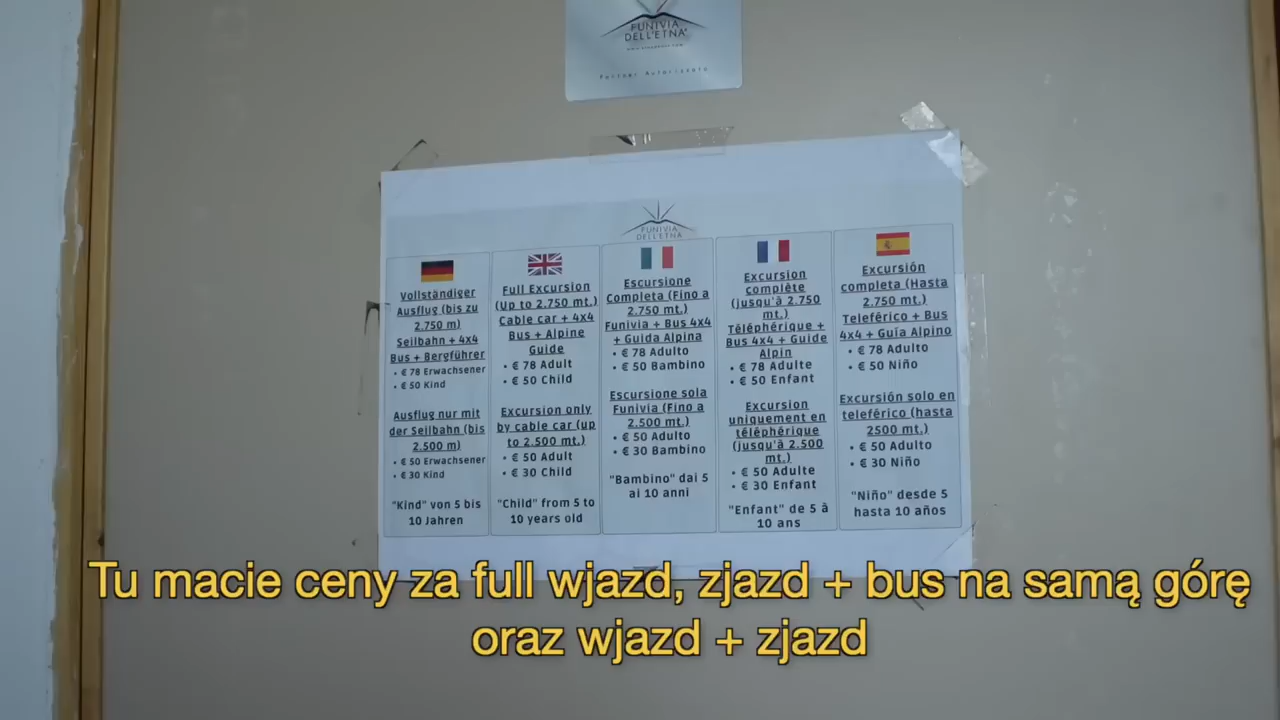 FUNIVIA
DELL'ETNA
Partner Autorizzato
FUNIVIA
DELL'ETNA
Vollständiger
Ausflug (bis zu
2.750 m)
Seilbahn + 4x4
Bus + Bergführer
• € 78 Erwachsener
• € 50 Kind
Ausflug nur mit
der Seilbahn (bis
2.500 m)
• € 50 Erwachsener
• € 30 Kind
"Kind" von 5 bis
10 Jahren
Full Excursion
(Up to 2.750 mt.)
Cable car + 4x4
Bus + Alpine
Guide
• € 78 Adult
• € 50 Child
Excursion only
by cable car (up
to 2.500 mt.)
• € 50 Adult
• € 30 Child
"Child" from 5 to
10 years old
Escursione
Completa (Fino a
2.750 mt.)
Funivia + Bus 4x4
+ Guida Alpina
• € 78 Adulto
• € 50 Bambino
Escursione sola
Funivia (Fino a
2.500 mt.)
• € 50 Adulto
• € 30 Bambino
"Bambino" dai 5
ai 10 anni
Excursion
complète
(jusqu'à 2.750
mt.)
Téléphérique +
Bus 4x4 + Guide
Alpin
• € 78 Adulte
• € 50 Enfant
Excursion
uniquement en
téléphérique
(jusqu'à 2.500
mt.)
• € 50 Adulte
• € 30 Enfant
"Enfant" de 5 à
10 ans
Excursión
completa (Hasta
2.750 mt.)
Teleférico + Bus
4x4 + Guía Alpino
• € 78 Adulto
• € 50 Niño
Excursión solo en
teleférico (hasta
2500 mt.)
• € 50 Adulto
• € 30 Niño
"Niño" desde 5
hasta 10 años
Tu macie ceny za full wjazd, zjazd + bus na samą górę
oraz wjazd + zjazd